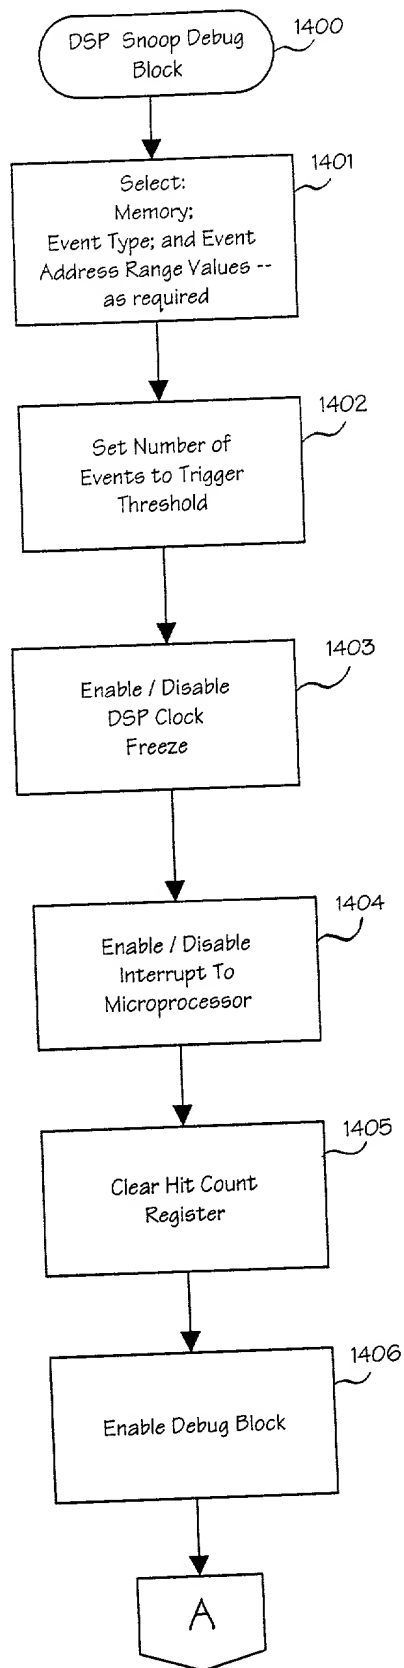 DSP Snoop Debug
Block
1400
1401
Select:
Memory;
Event Type; and Event
Address Range Values --
as required
1402
Set Number of
Events to Trigger
Threshold
1403
Enable / Disable
DSP Clock
Freeze
1404
Enable / Disable
Interrupt To
Microprocessor
1405
Clear Hit Count
Register
1406
Enable Debug Block
A